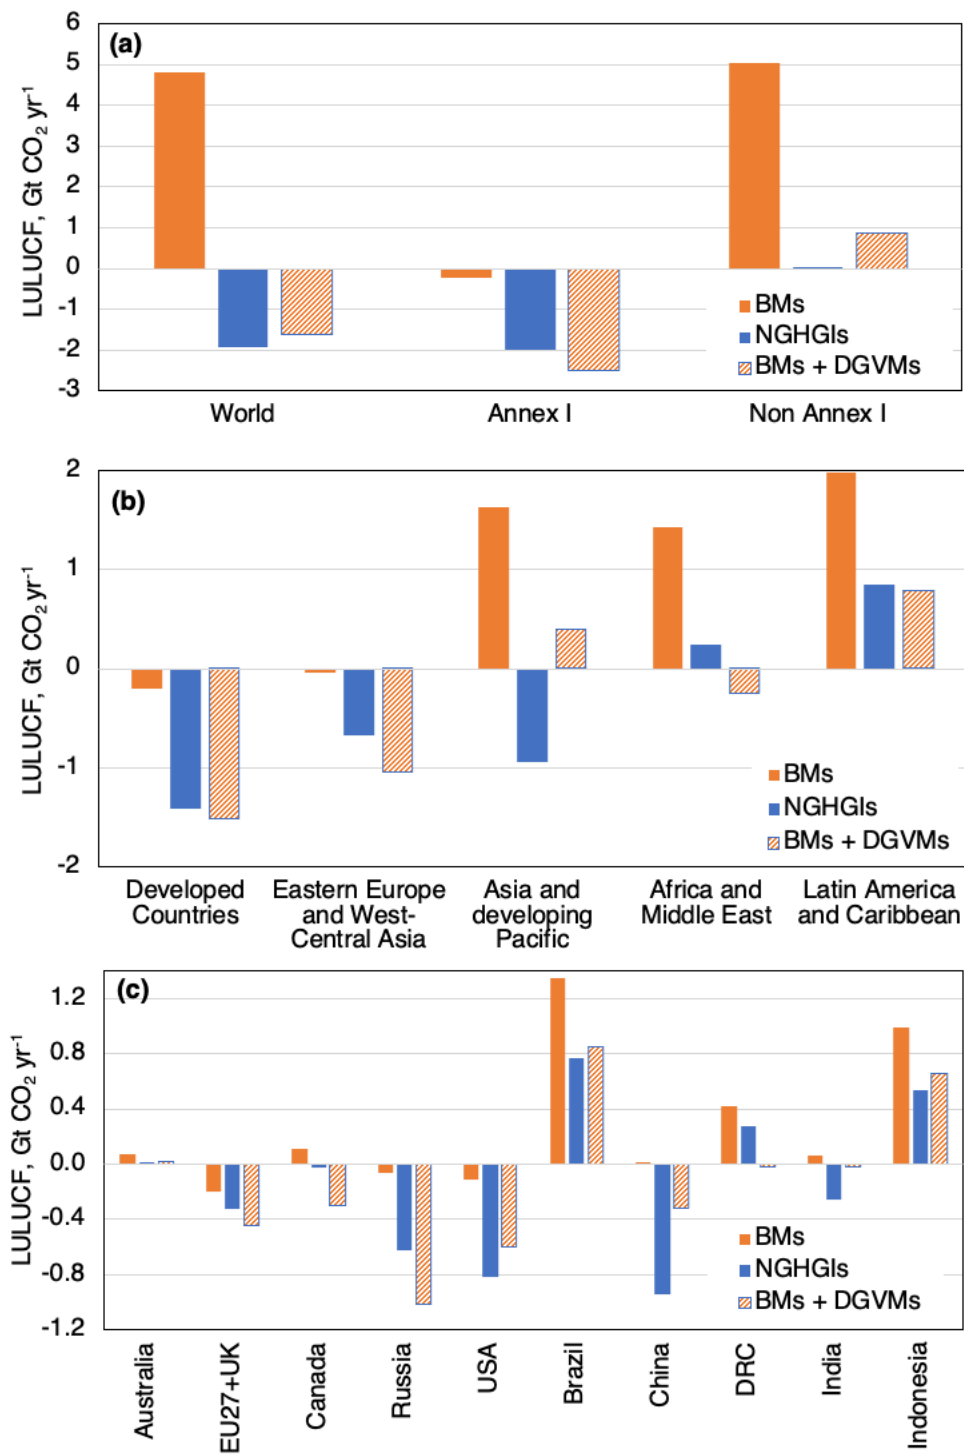 (a)
LULUCF, Gt CO₂ yr⁻¹
6
5
4
3
2
1
0
-1
-2
-3
BMs
NGHGIs
BMs + DGVMs
World Annex I Non Annex I
(b)
LULUCF, Gt CO₂ yr⁻¹
2
1
0
-1
-2
BMs
NGHGIs
BMs + DGVMs
Developed
Countries
Eastern Europe
and West-
Central Asia
Asia and
developing
Pacific
Africa and
Middle East
Latin America
and Caribbean
(c)
LULUCF, Gt CO₂ yr⁻¹
1.2
0.8
0.4
0.0
-0.4
-0.8
-1.2
BMs
NGHGIs
BMs + DGVMs
Australia
EU27+UK
Canada
Russia
USA
Brazil
China
DRC
India
Indonesia